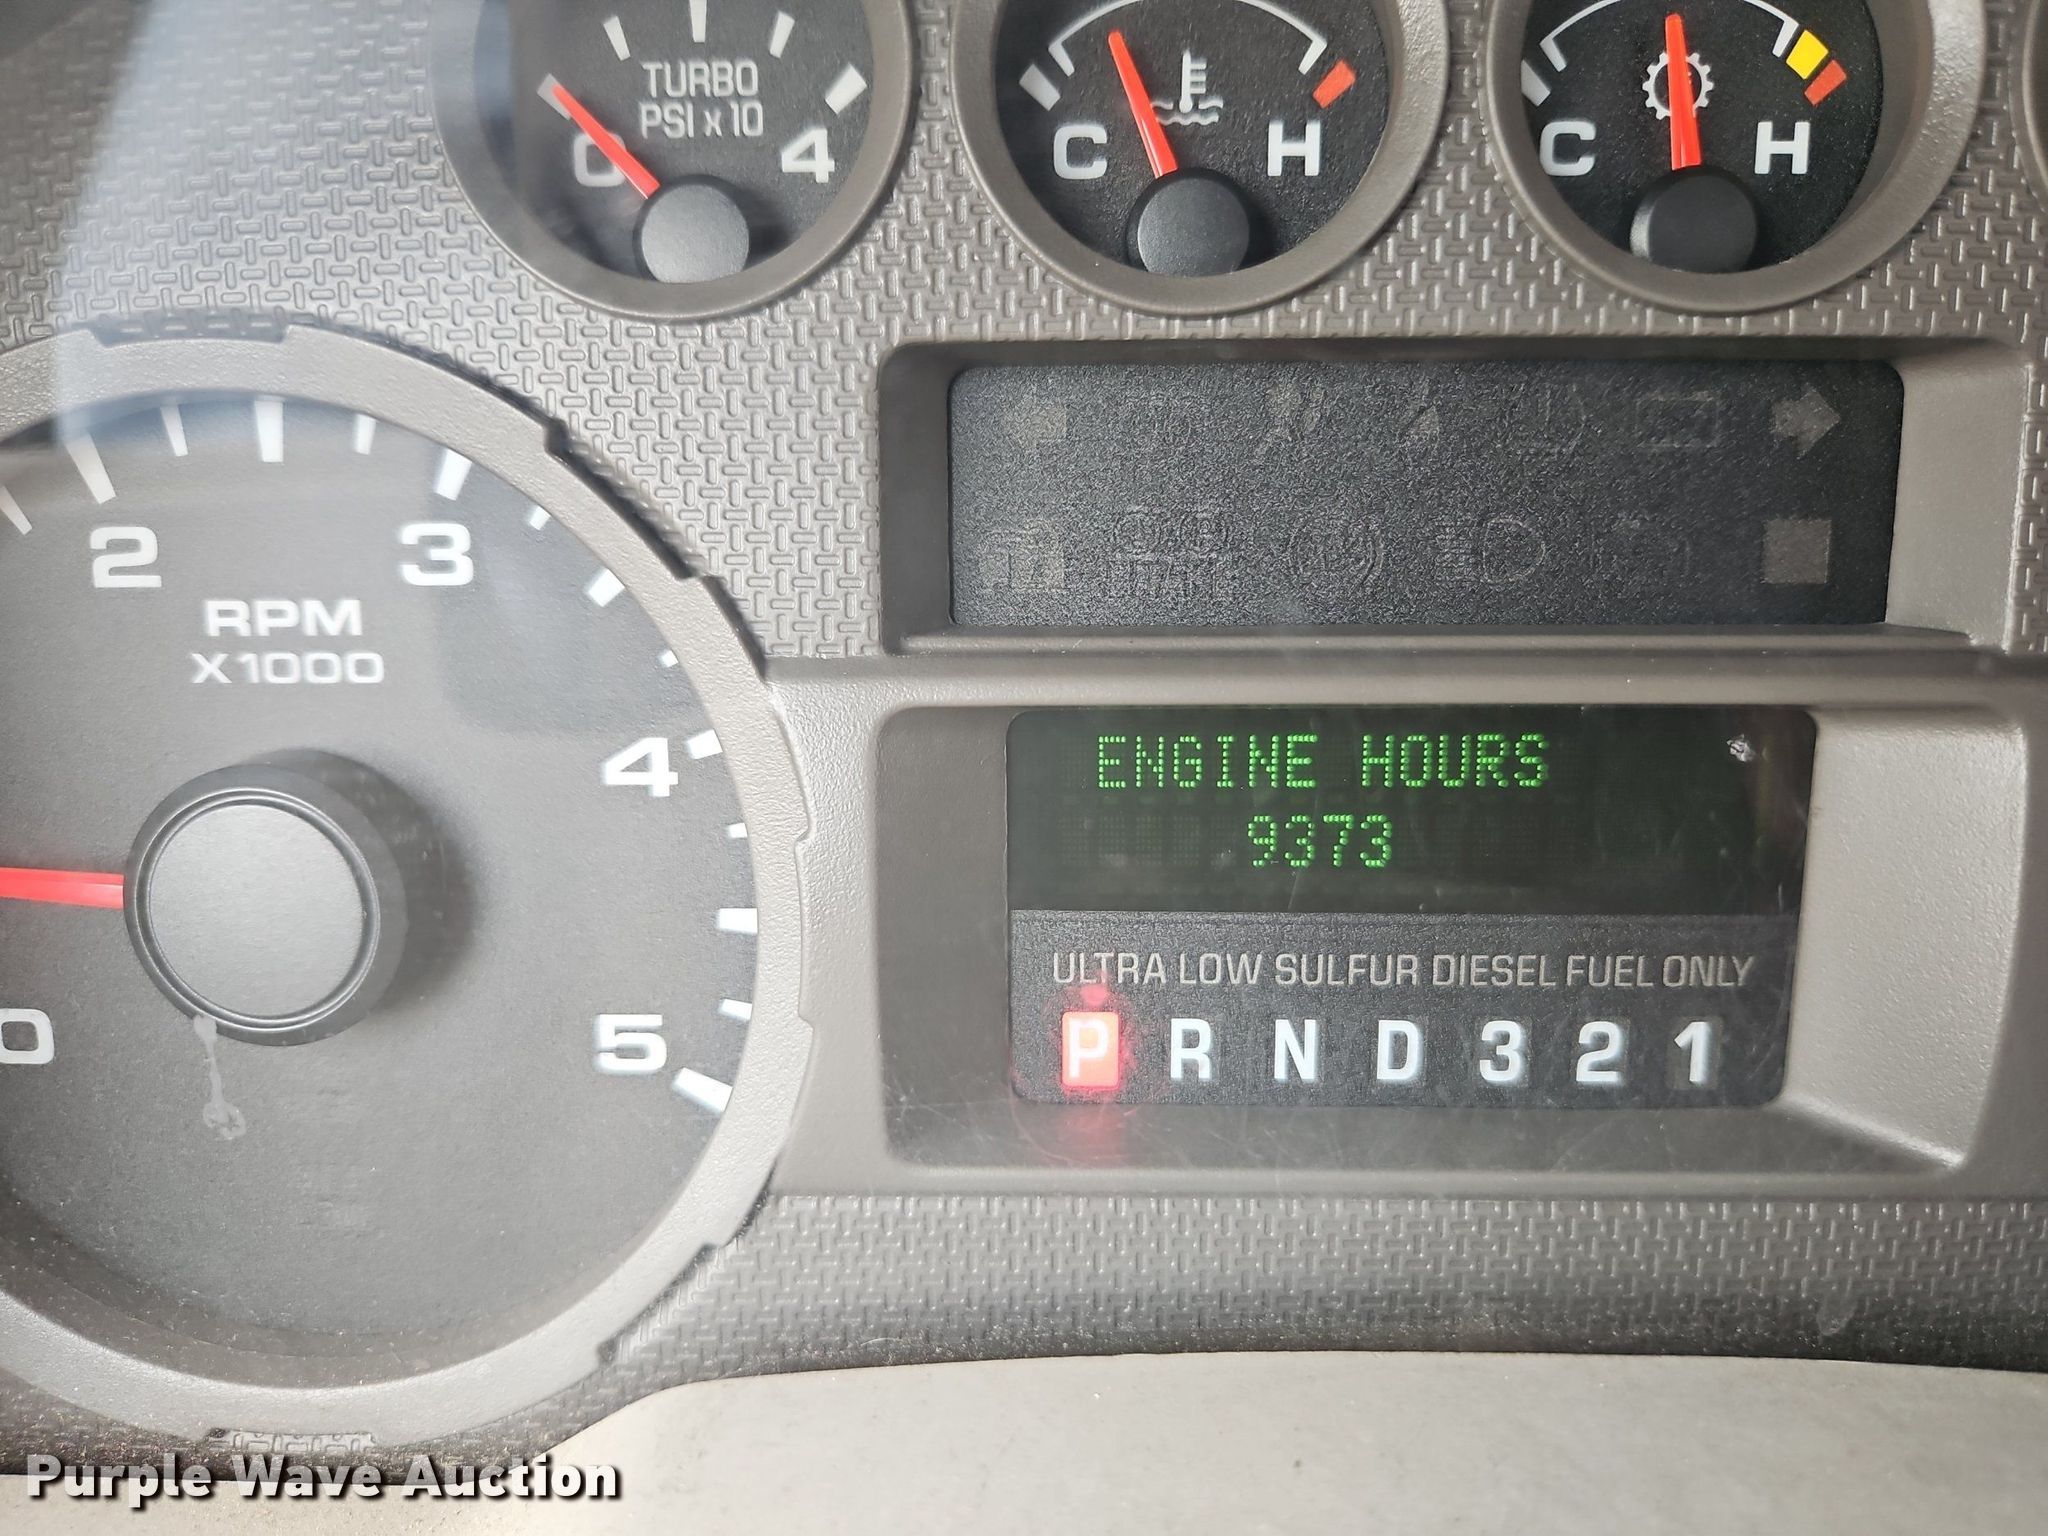 TURBO
PSI x 10
0
4
C
H
C
H
2
3
RPM
X1000
4
5
0
ENGINE HOURS
9373
ULTRA LOW SULFUR DIESEL FUEL ONLY
P R N D 3 2 1
Purple Wave Auction